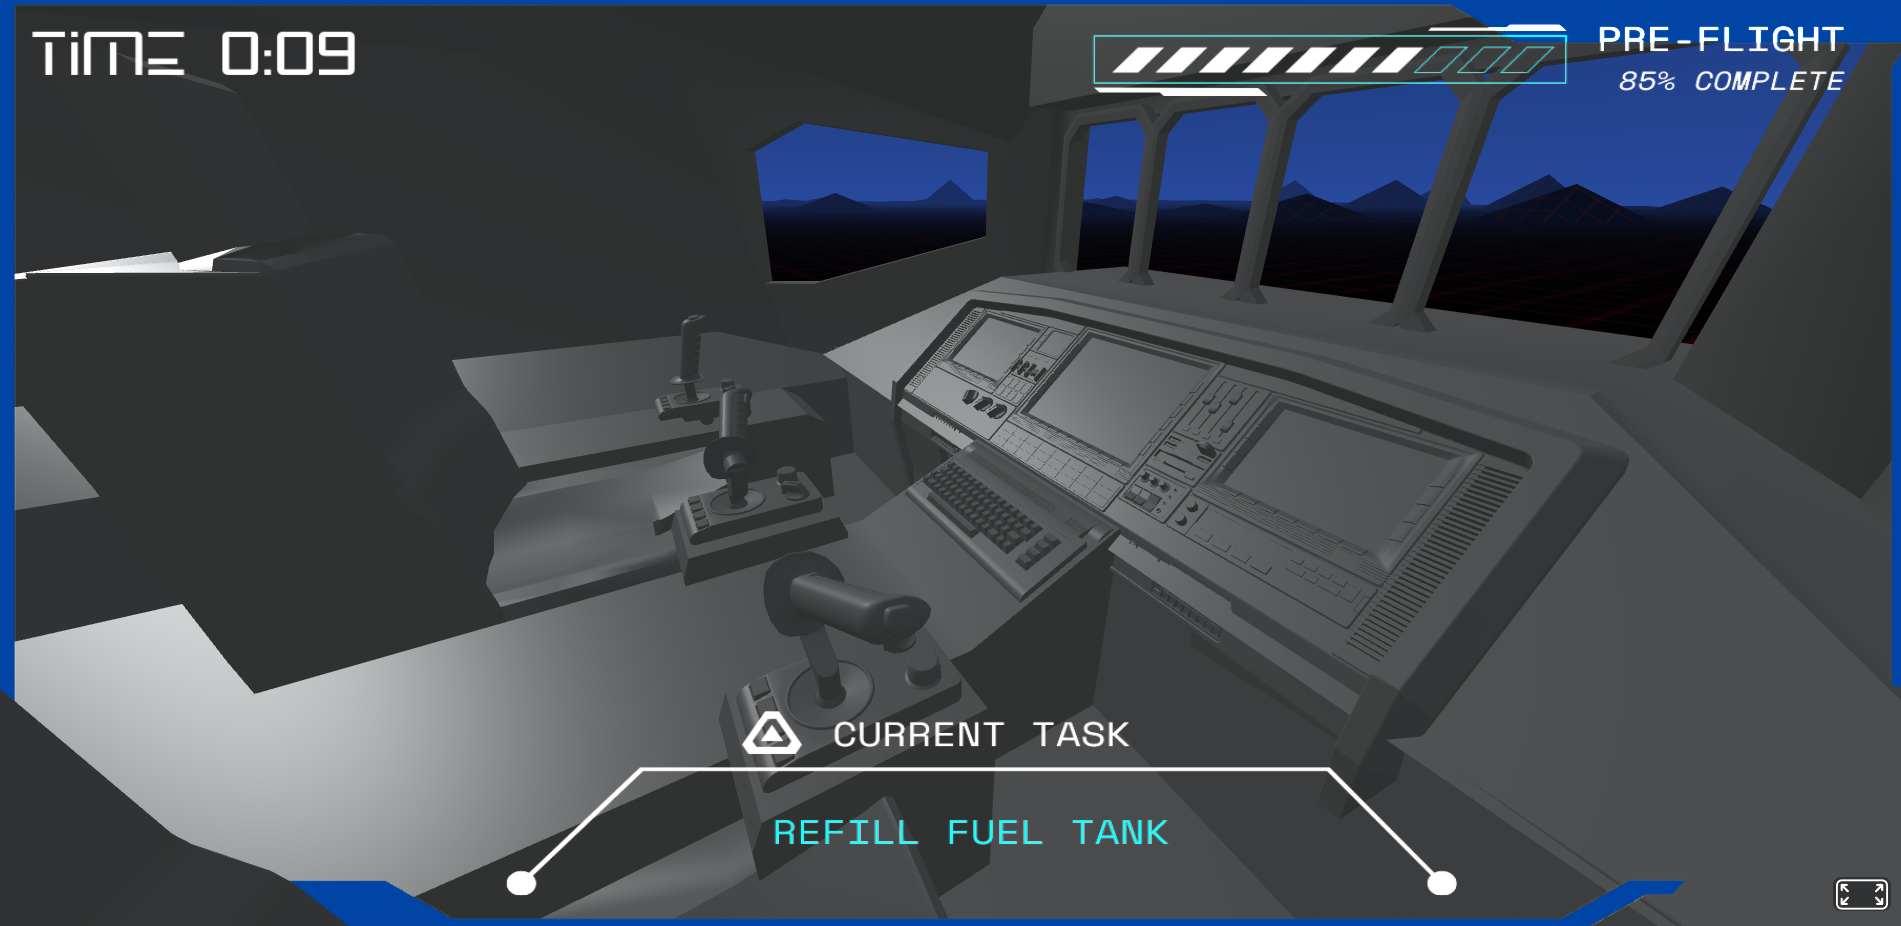 TIME 0:09
PRE-FLIGHT
85% COMPLETE
CURRENT TASK
REFILL FUEL TANK